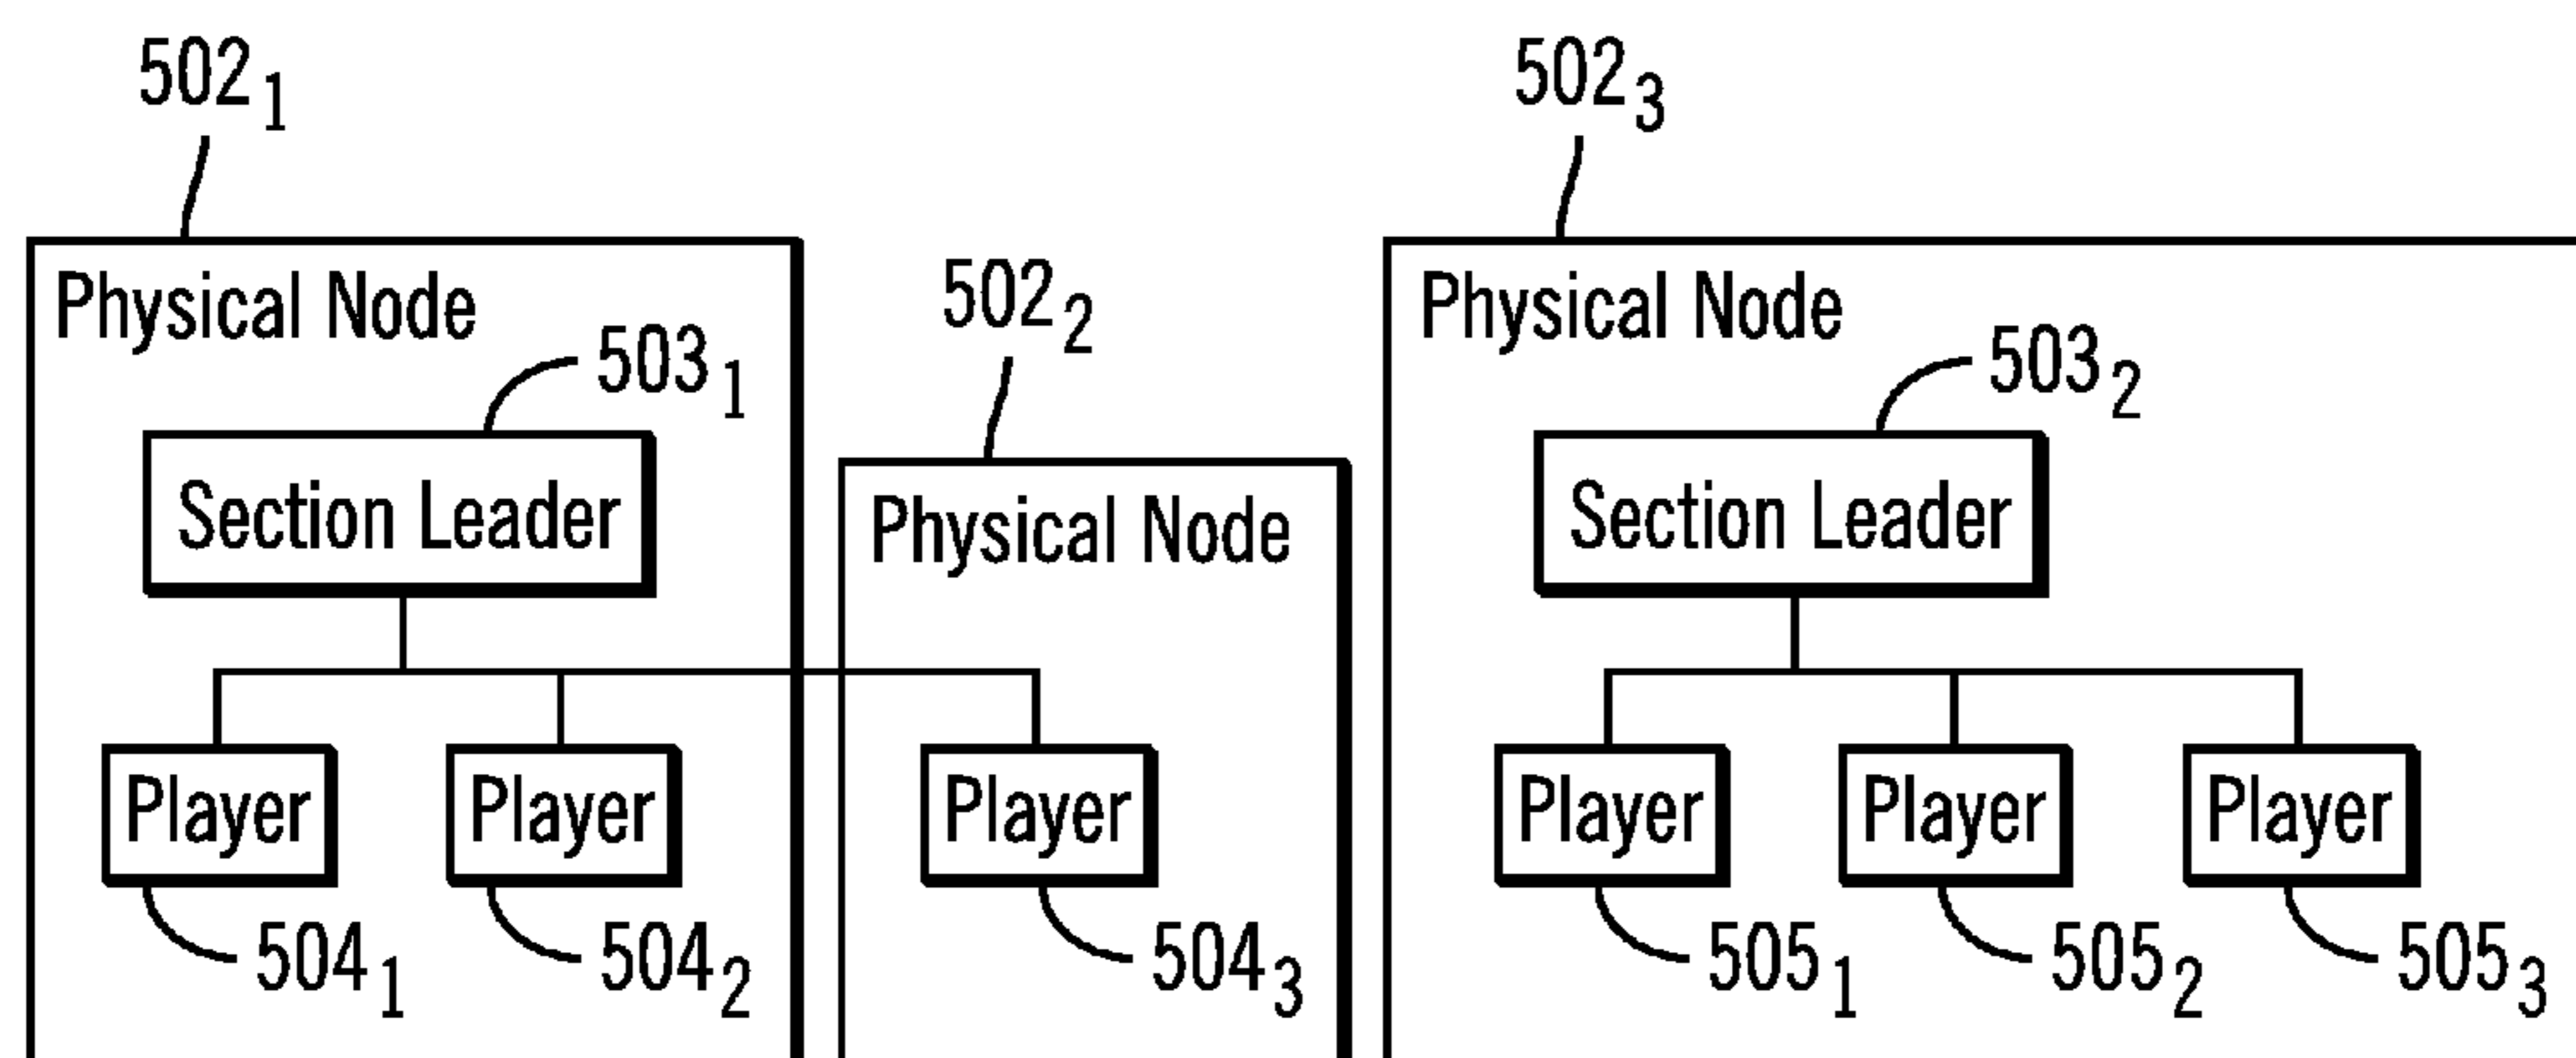 502₁
502₃
Physical Node
503₁
Section Leader
502₂
Physical Node
Physical Node
503₂
Section Leader
Player
Player
Player
Player
Player
Player
504₁
504₂
504₃
505₁
505₂
505₃